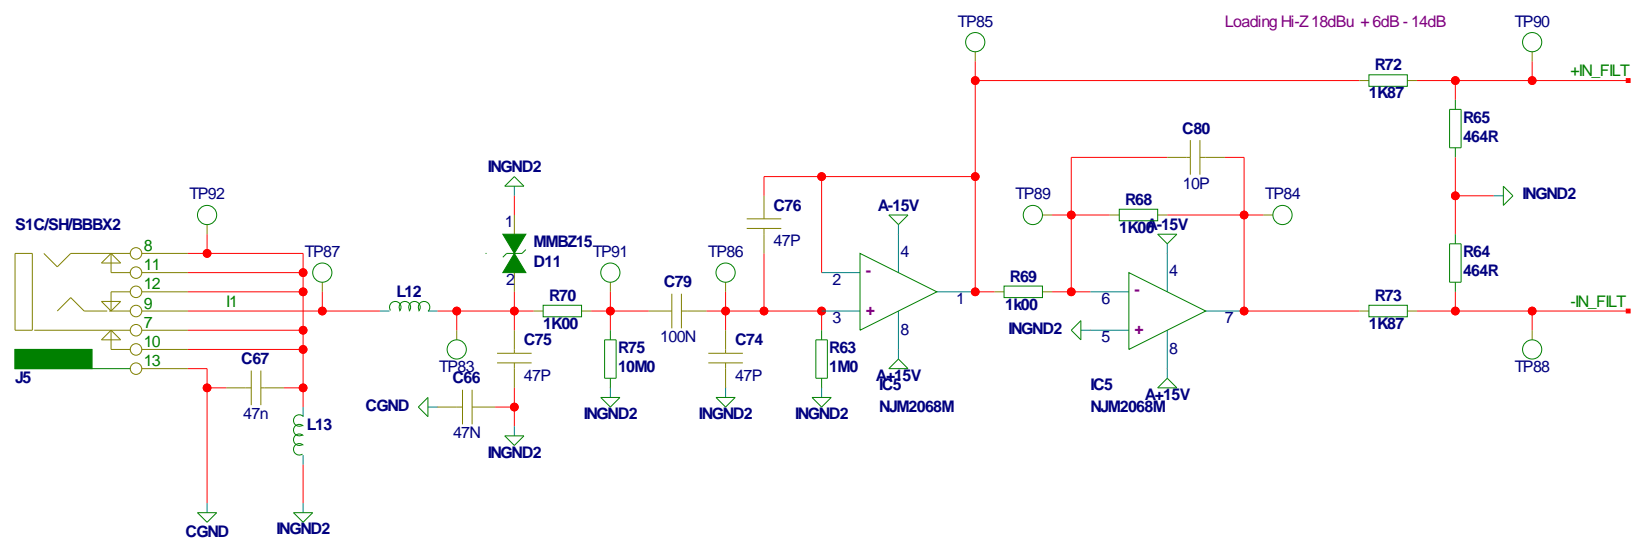 TP85
Loading Hi-Z 18dBu + 6dB - 14dB
TP90
R72
1K87
+IN_FILT
R65
464R
C80
10P
INGND2
TP92
C76
47P
A-15V
TP89
R68
1K00
A-15V
TP84
INGND2
S1C/SH/BBBX2
8
11
12
9
7
10
13
I1
TP87
1
MMBZ15
D11
2
TP91
TP86
4
2
-
3
+
1
8
R69
1k00
4
6
-
5
+
7
8
R64
464R
L12
R70
1K00
C79
100N
INGND2
R73
1K87
-IN_FILT
J5
C67
47n
TP83
C75
47P
R75
10M0
C74
47P
R63
1M0
A+15V
IC5
NJM2068M
IC5
A+15V
NJM2068M
TP88
C66
47N
CGND
INGND2
INGND2
INGND2
INGND2
L13
CGND
INGND2